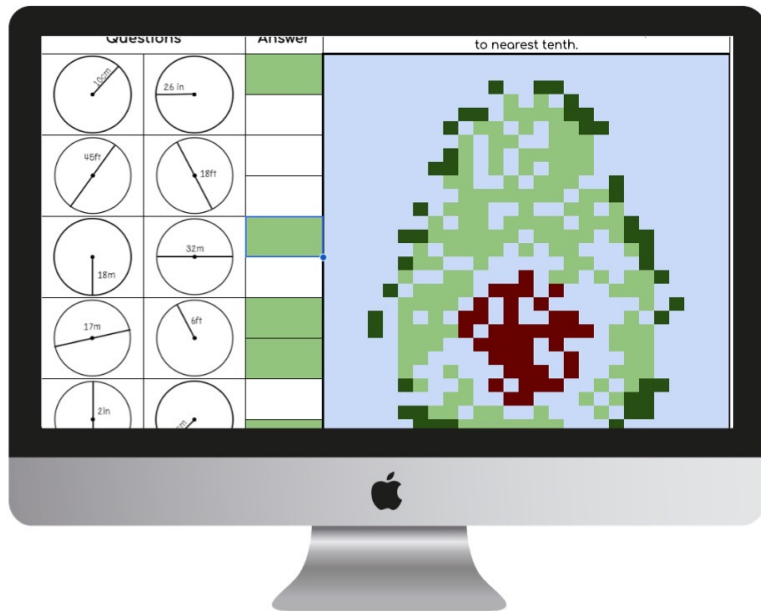 Questions
Answer
to nearest tenth.
10cm
26 in
45ft
18ft
18m
32m
17m
6ft
2in